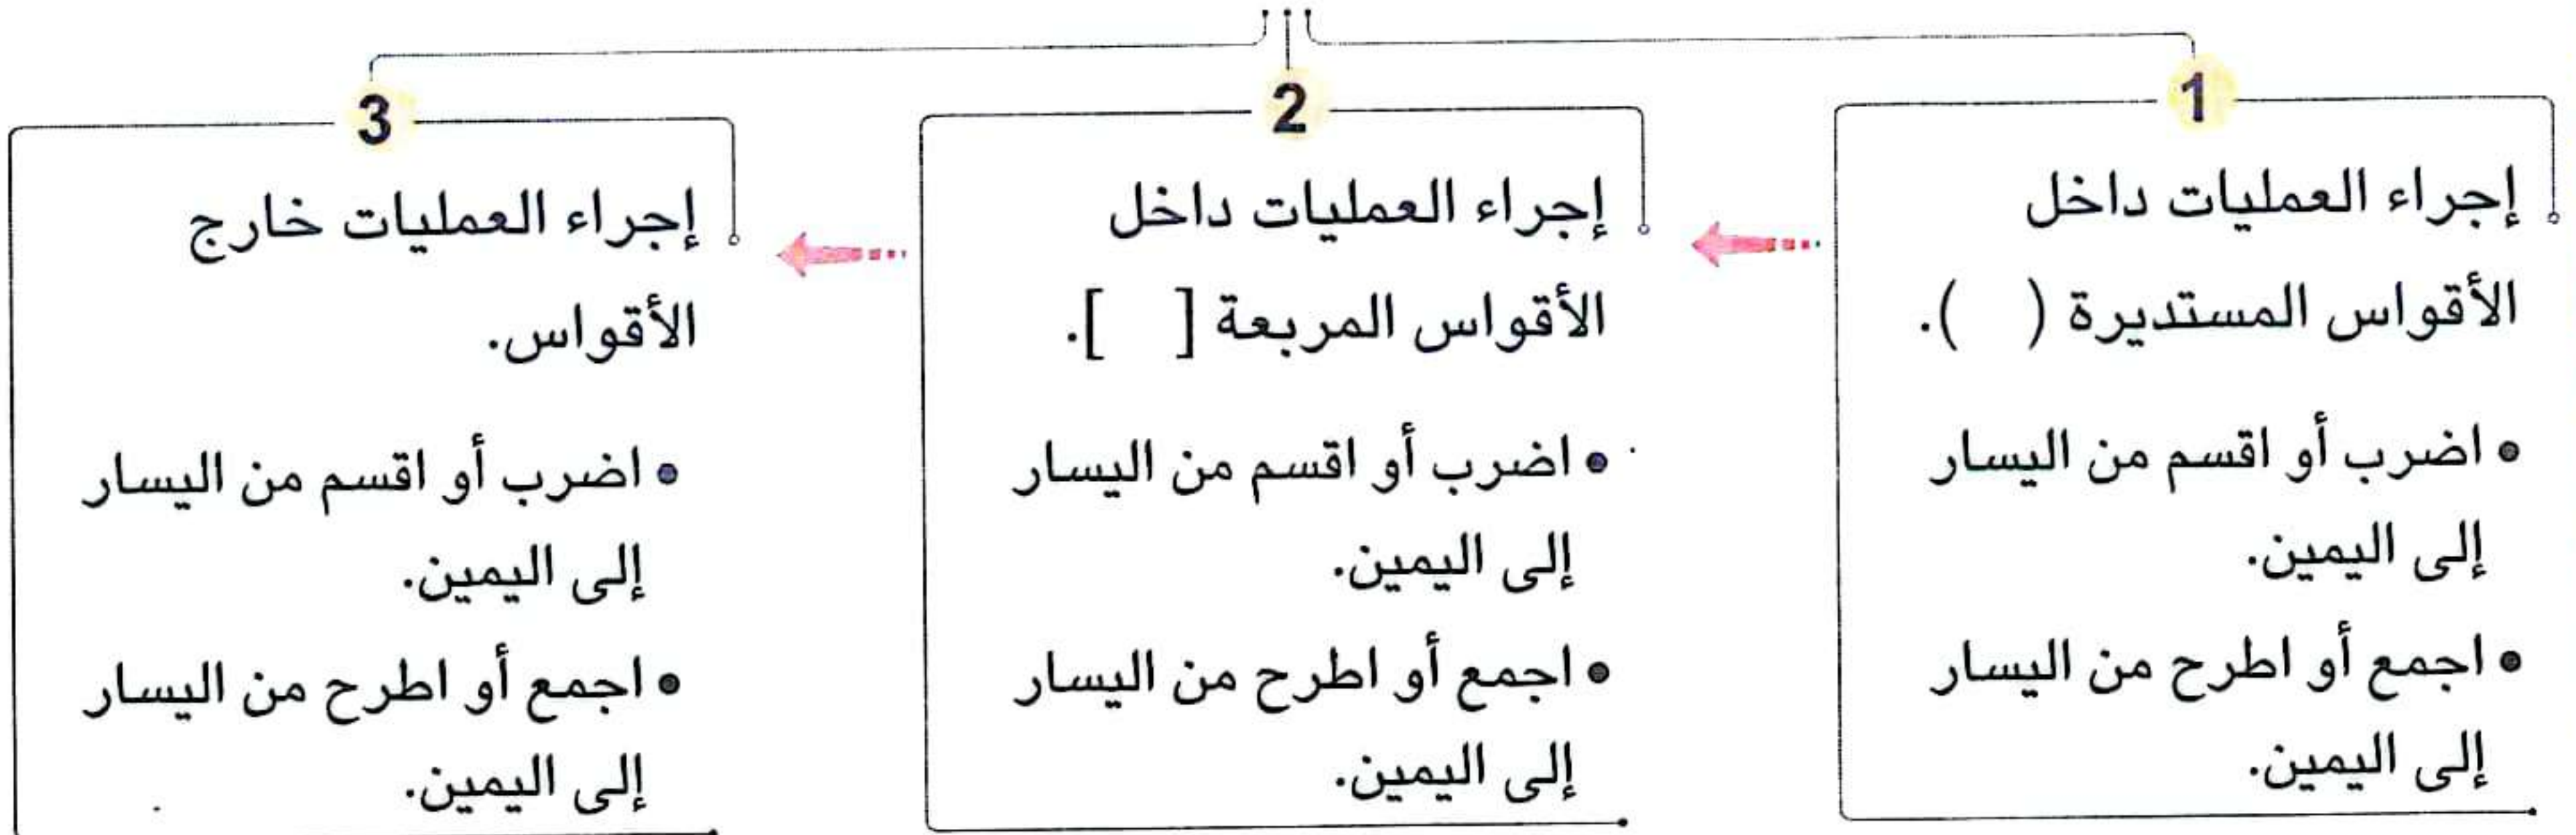 1
إجراء العمليات داخل
الأقواس المستديرة ( ).
• اضرب أو اقسم من اليسار
إلى اليمين.
• اجمع أو اطرح من اليسار
إلى اليمين.
2
إجراء العمليات داخل
الأقواس المربعة [ ].
• اضرب أو اقسم من اليسار
إلى اليمين.
• اجمع أو اطرح من اليسار
إلى اليمين.
3
إجراء العمليات خارج
الأقواس.
• اضرب أو اقسم من اليسار
إلى اليمين.
• اجمع أو اطرح من اليسار
إلى اليمين.